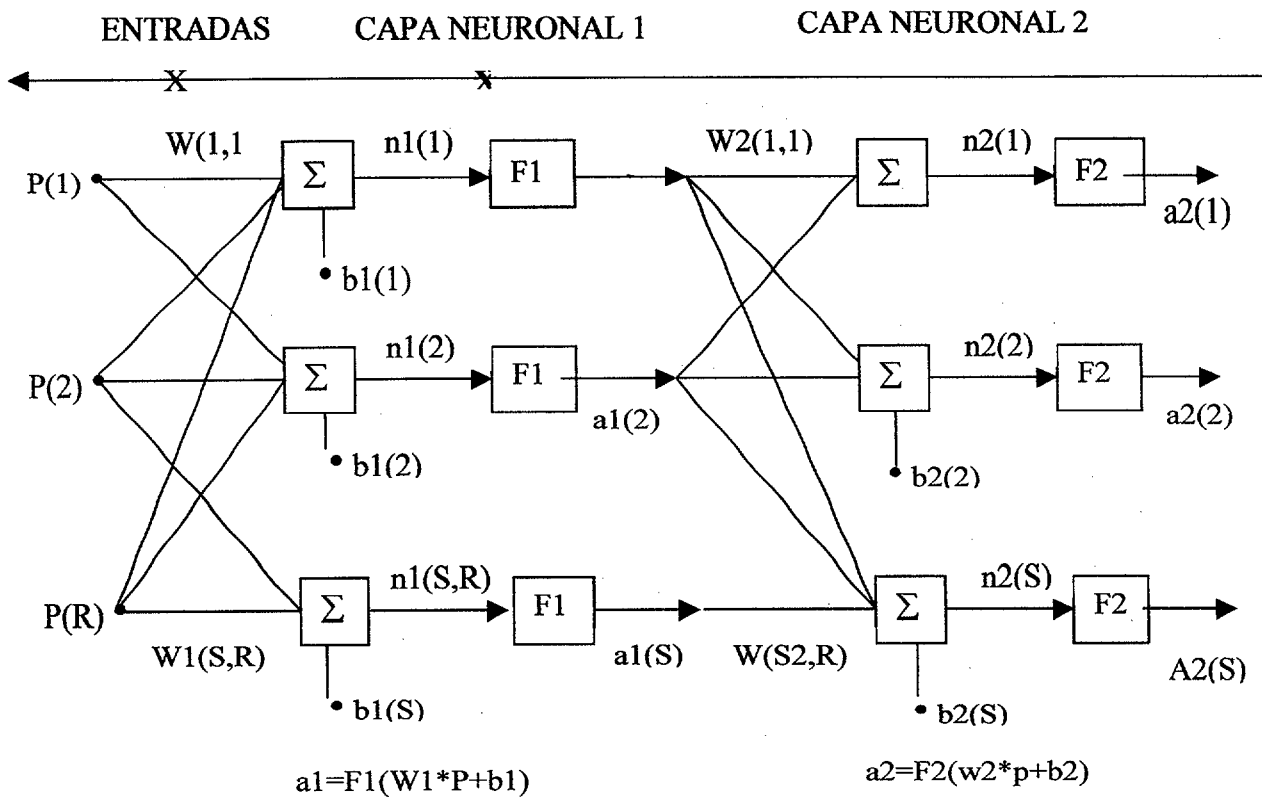 ENTRADAS CAPA NEURONAL 1 CAPA NEURONAL 2
X X
W(1,1 n1(1) W2(1,1) n2(1)
P(1) Σ F1 Σ F2
a2(1)
b1(1)
n1(2) n2(2)
P(2) Σ F1 Σ F2
a1(2) a2(2)
b1(2) b2(2)
n1(S,R) n2(S)
P(R) Σ F1 Σ F2
W1(S,R) a1(S) W(S2,R) A2(S)
b1(S) b2(S)
a1=F1(W1*P+b1) a2=F2(w2*p+b2)